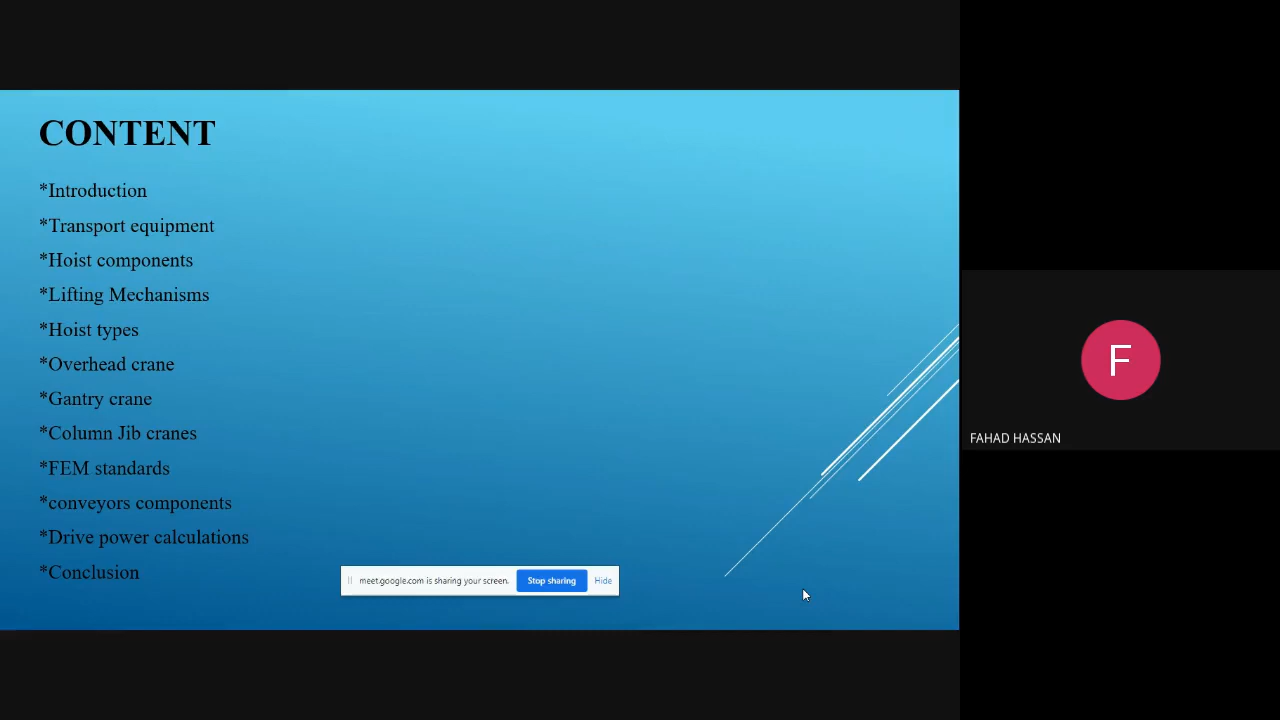 CONTENT
*Introduction
*Transport equipment
*Hoist components
*Lifting Mechanisms
*Hoist types
*Overhead crane
*Gantry crane
*Column Jib cranes
*FEM standards
*conveyors components
*Drive power calculations
*Conclusion
meet.google.com is sharing your screen. Stop sharing Hide
F
FAHAD HASSAN